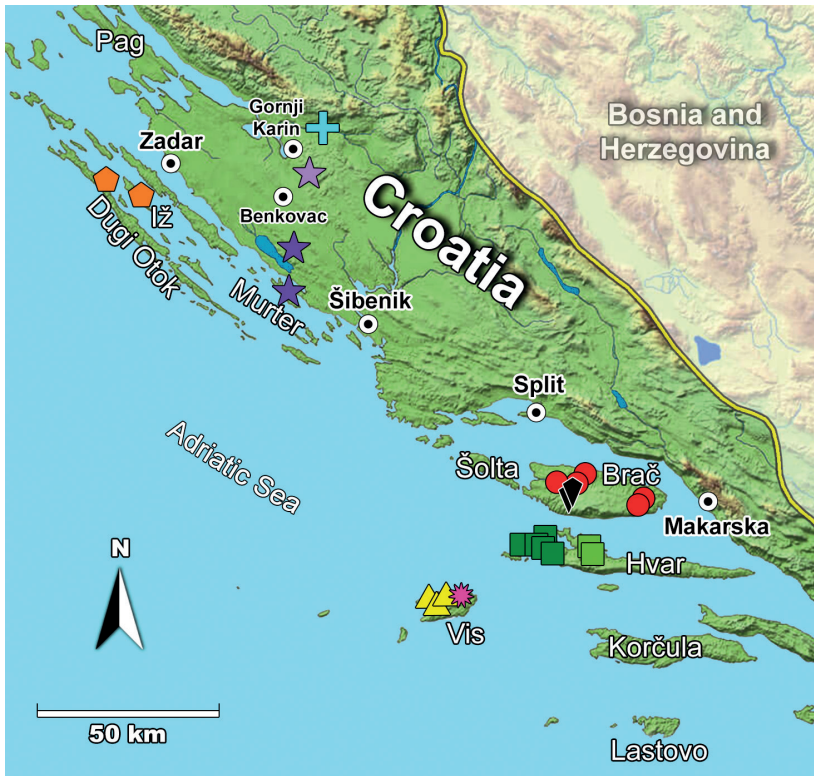 Pag
Gornji
Karin
Bosnia and
Herzegovina
Zadar
Benkovac
Iž
Dugi Otok
Croatia
Murter
Šibenik
Split
Adriatic Sea
Šolta
Brač
Makarska
Hvar
N
Vis
Korčula
50 km
Lastovo